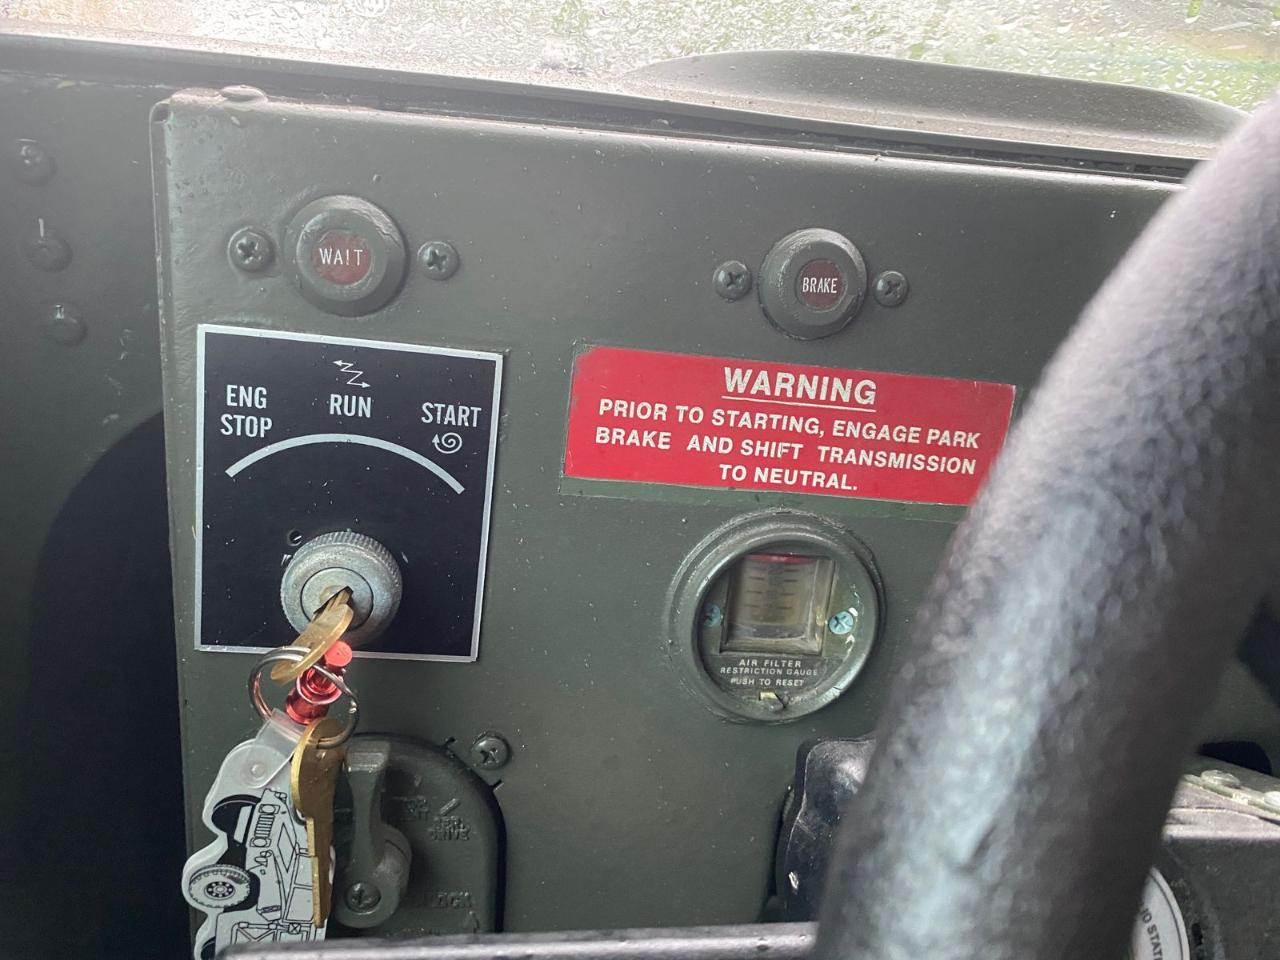 WAIT
BRAKE
ENG
STOP
RUN
START
WARNING
PRIOR TO STARTING, ENGAGE PARK
BRAKE AND SHIFT TRANSMISSION
TO NEUTRAL.
AIR FILTER
RESTRICTION GAUGE
PUSH TO RESET
DRIVE